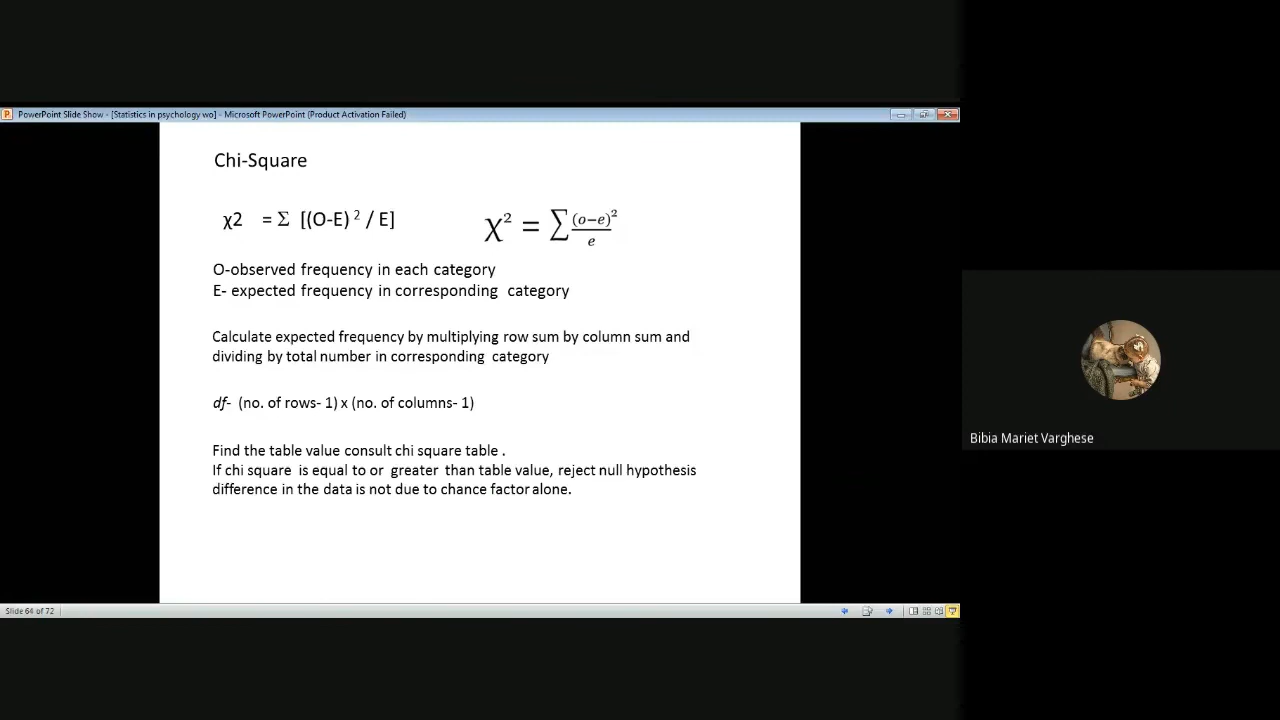 PowerPoint Slide Show - [Statistics in psychology wo] - Microsoft PowerPoint (Product Activation Failed)
Chi-Square
χ2 = Σ [(O-E) ² / E]
χ² = ∑ (o−e)² / e
O-observed frequency in each category
E- expected frequency in corresponding category
Calculate expected frequency by multiplying row sum by column sum and
dividing by total number in corresponding category
df- (no. of rows- 1) x (no. of columns- 1)
Find the table value consult chi square table .
If chi square is equal to or greater than table value, reject null hypothesis
difference in the data is not due to chance factor alone.
Bibia Mariet Varghese
Slide 64 of 72